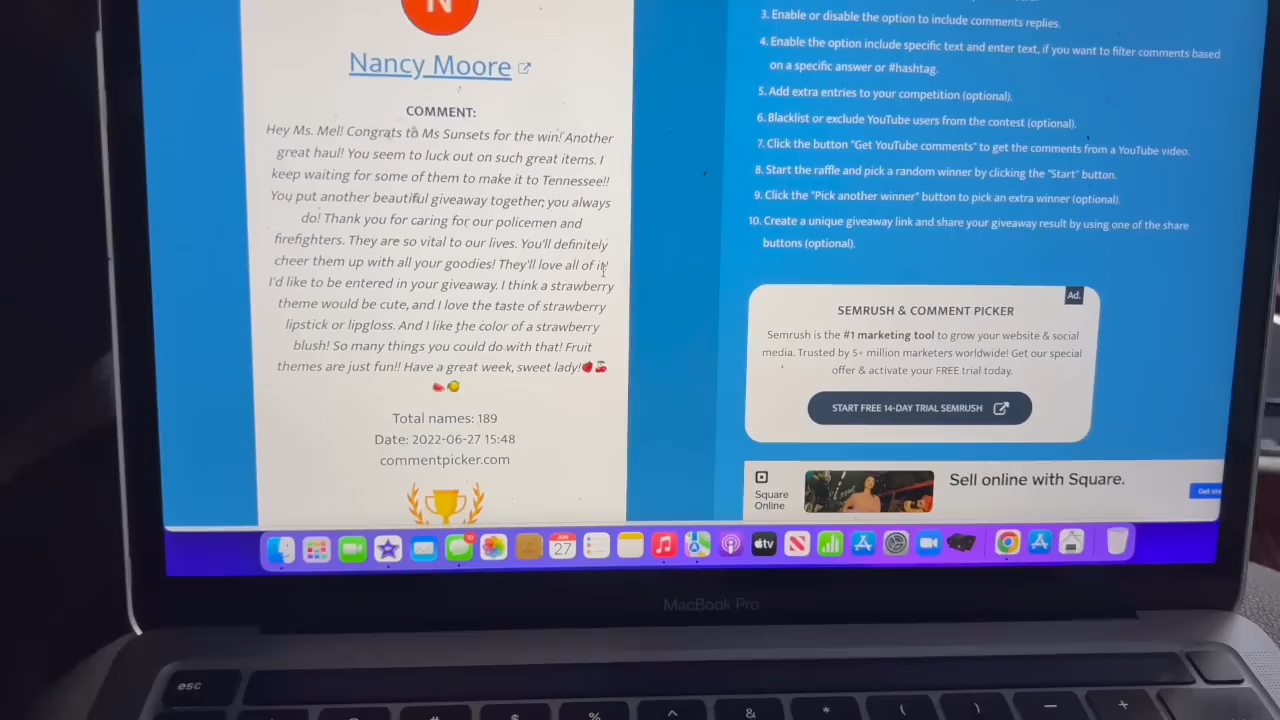 N
Nancy Moore
COMMENT:
Hey Ms. Mel! Congrats to Ms Sunsets for the win! Another
great haul! You seem to luck out on such great items. I
keep waiting for some of them to make it to Tennessee!!
You put another beautiful giveaway together; you always
do! Thank you for caring for our policemen and
firefighters. They are so vital to our lives. You'll definitely
cheer them up with all your goodies! They'll love all of it!
I'd like to be entered in your giveaway. I think a strawberry
theme would be cute, and I love the taste of strawberry
lipstick or lipgloss. And I like the color of a strawberry
blush! So many things you could do with that! Fruit
themes are just fun!! Have a great week, sweet lady!🍓🍒
🍉🍋
Total names: 189
Date: 2022-06-27 15:48
commentpicker.com
3. Enable or disable the option to include comments replies.
4. Enable the option include specific text and enter text, if you want to filter comments based
on a specific answer or #hashtag.
5. Add extra entries to your competition (optional).
6. Blacklist or exclude YouTube users from the contest (optional).
7. Click the button "Get YouTube comments" to get the comments from a YouTube video.
8. Start the raffle and pick a random winner by clicking the "Start" button.
9. Click the "Pick another winner" button to pick an extra winner (optional).
10. Create a unique giveaway link and share your giveaway result by using one of the share
buttons (optional).
Ad.
SEMRUSH & COMMENT PICKER
Semrush is the #1 marketing tool to grow your website & social
media. Trusted by 5+ million marketers worldwide! Get our special
offer & activate your FREE trial today.
START FREE 14-DAY TRIAL SEMRUSH
Square
Online
Sell online with Square.
Get
JUN
27
tv
MacBook Pro
esc
# $ % ^ & * ( ) — +